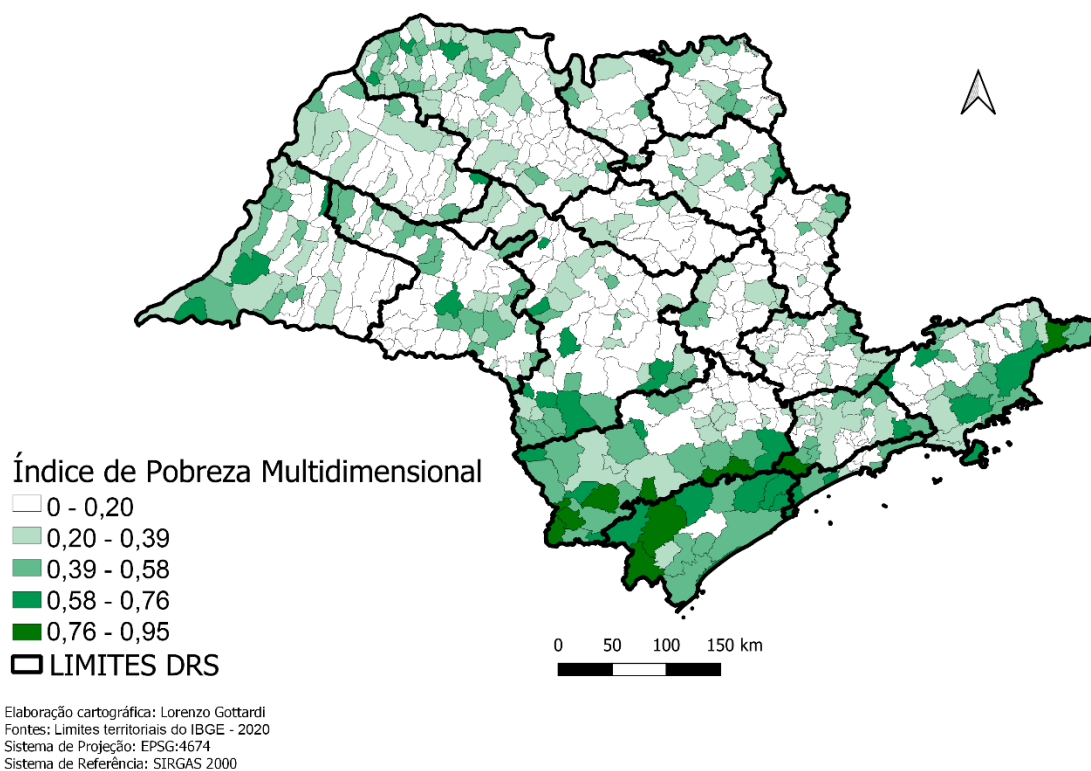 Índice de Pobreza Multidimensional
0 - 0,20
0,20 - 0,39
0,39 - 0,58
0,58 - 0,76
0,76 - 0,95
LIMITES DRS
0 50 100 150 km
Elaboração cartográfica: Lorenzo Gottardi
Fontes: Limites territoriais do IBGE - 2020
Sistema de Projeção: EPSG:4674
Sistema de Referência: SIRGAS 2000